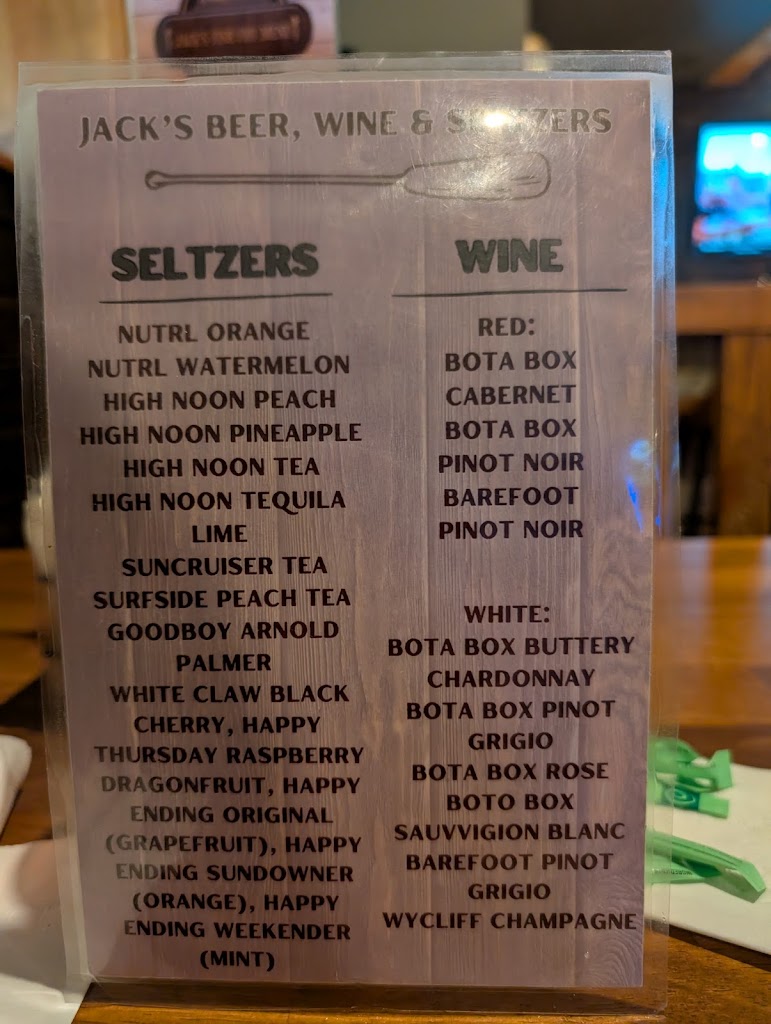 JACK'S BEER, WINE & SELTZERS
SELTZERS
NUTRL ORANGE
NUTRL WATERMELON
HIGH NOON PEACH
HIGH NOON PINEAPPLE
HIGH NOON TEA
HIGH NOON TEQUILA
LIME
SUNCRUISER TEA
SURFSIDE PEACH TEA
GOODBOY ARNOLD
PALMER
WHITE CLAW BLACK
CHERRY, HAPPY
THURSDAY RASPBERRY
DRAGONFRUIT, HAPPY
ENDING ORIGINAL
(GRAPEFRUIT), HAPPY
ENDING SUNDOWNER
(ORANGE), HAPPY
ENDING WEEKENDER
(MINT)
WINE
RED:
BOTA BOX
CABERNET
BOTA BOX
PINOT NOIR
BAREFOOT
PINOT NOIR
WHITE:
BOTA BOX BUTTERY
CHARDONNAY
BOTA BOX PINOT
GRIGIO
BOTA BOX ROSE
BOTO BOX
SAUVVIGION BLANC
BAREFOOT PINOT
GRIGIO
WYCLIFF CHAMPAGNE